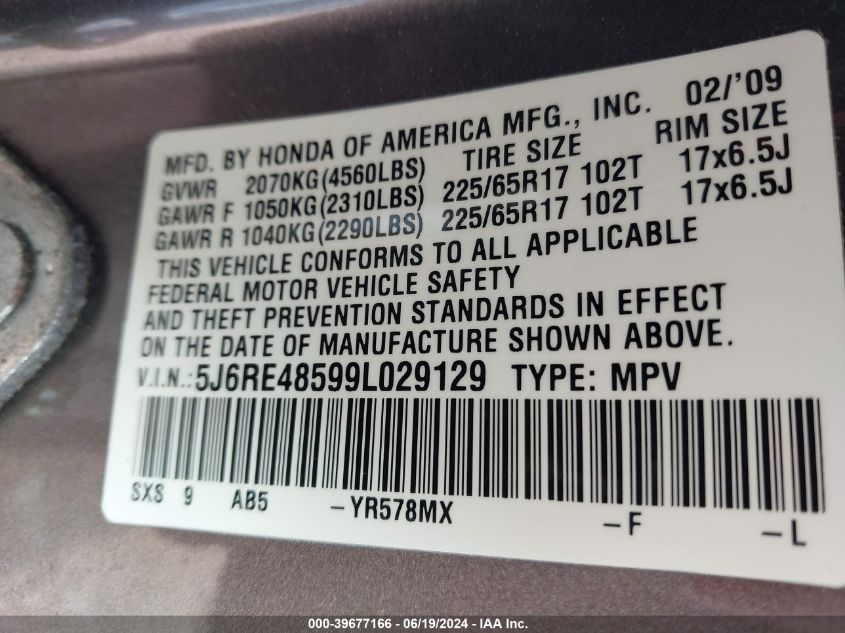 MFD. BY HONDA OF AMERICA MFG., INC. 02/'09
GVWR 2070KG(4560LBS) TIRE SIZE RIM SIZE
GAWR F 1050KG(2310LBS) 225/65R17 102T 17x6.5J
GAWR R 1040KG(2290LBS) 225/65R17 102T 17x6.5J
THIS VEHICLE CONFORMS TO ALL APPLICABLE
FEDERAL MOTOR VEHICLE SAFETY
AND THEFT PREVENTION STANDARDS IN EFFECT
ON THE DATE OF MANUFACTURE SHOWN ABOVE.
V.I.N.:5J6RE48599L029129 TYPE: MPV
SXS 9 AB5 -YR578MX -F -L
000-39677166 - 06/19/2024 - IAA Inc.